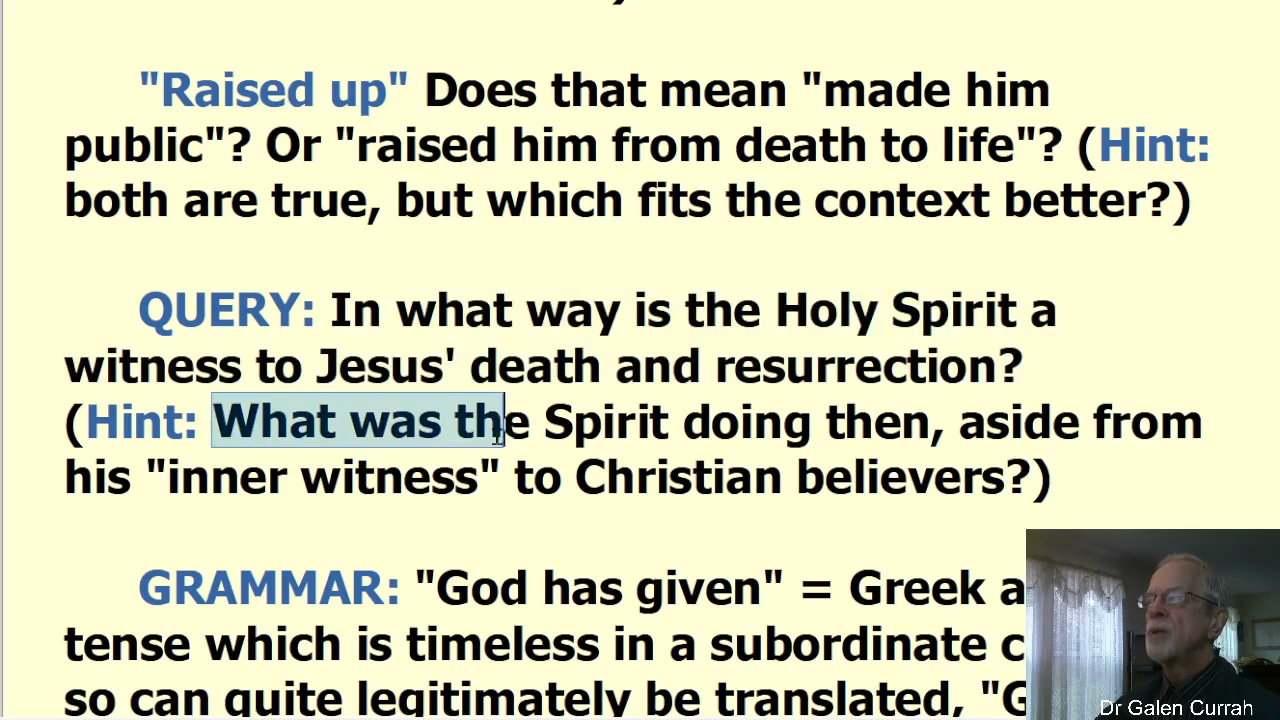 "Raised up" Does that mean "made him
public"? Or "raised him from death to life"? (Hint:
both are true, but which fits the context better?)
QUERY: In what way is the Holy Spirit a
witness to Jesus' death and resurrection?
(Hint: What was the Spirit doing then, aside from
his "inner witness" to Christian believers?)
GRAMMAR: "God has given" = Greek a
tense which is timeless in a subordinate c
so can quite legitimately be translated, "G
Dr Galen Currah